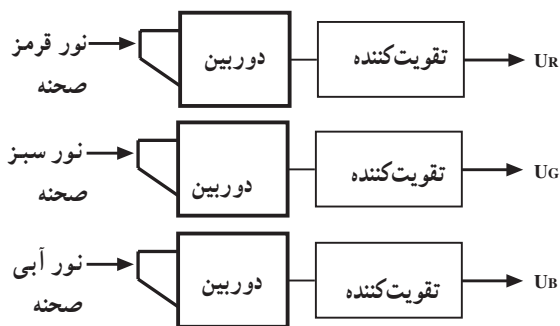 نور قرمز
صحنه
دوربین
تقویت‌کننده
UR
نور سبز
صحنه
دوربین
تقویت‌کننده
UG
نور آبی
صحنه
دوربین
تقویت‌کننده
UB